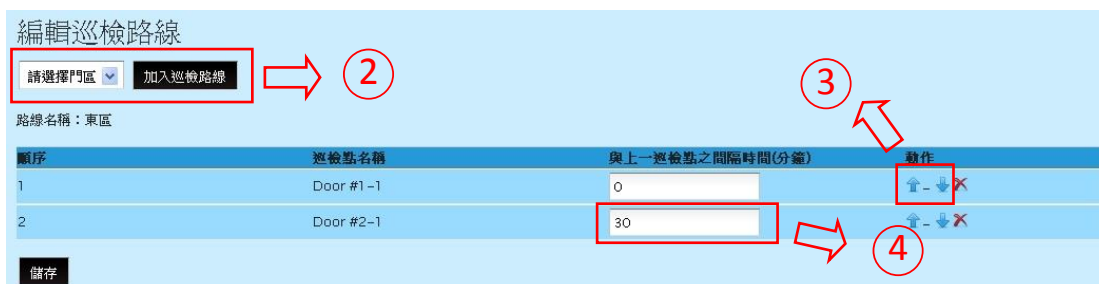 編輯巡檢路線
請選擇門區 加入巡檢路線 ②
③
路線名稱：東區
順序 巡檢點名稱 與上一巡檢點之間隔時間(分鐘) 動作
1 Door #1-1 0 -
2 Door #2-1 30 -
④
儲存